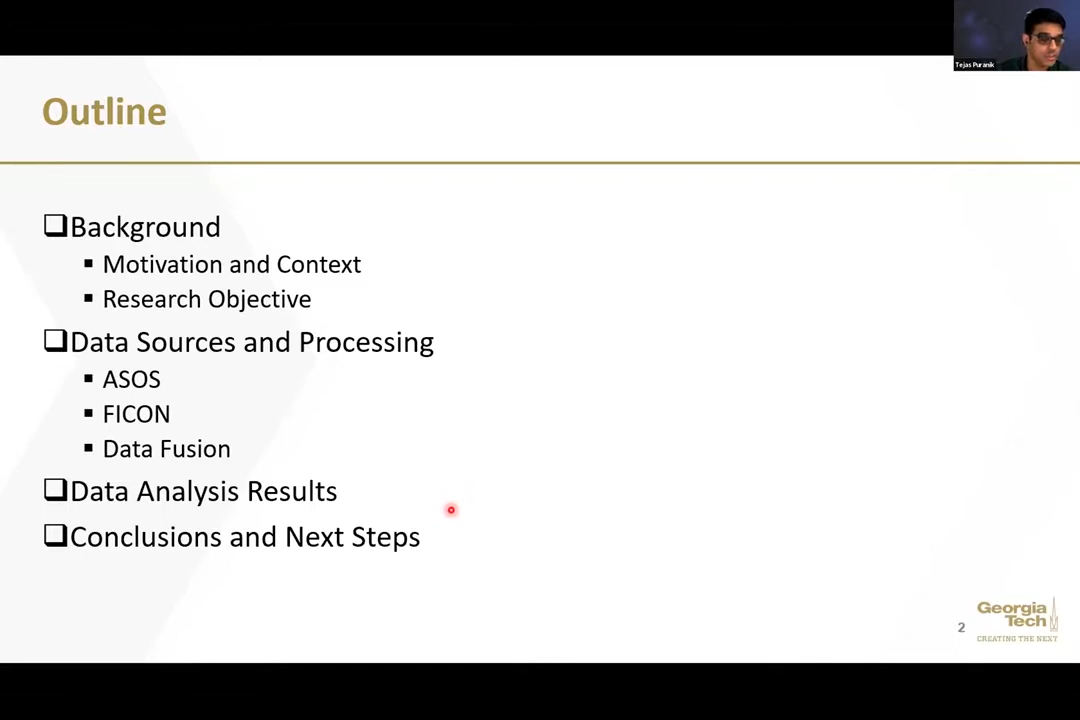 Tejas Puranik
Outline
Background
Motivation and Context
Research Objective
Data Sources and Processing
ASOS
FICON
Data Fusion
Data Analysis Results
Conclusions and Next Steps
2
Georgia
Tech
CREATING THE NEXT